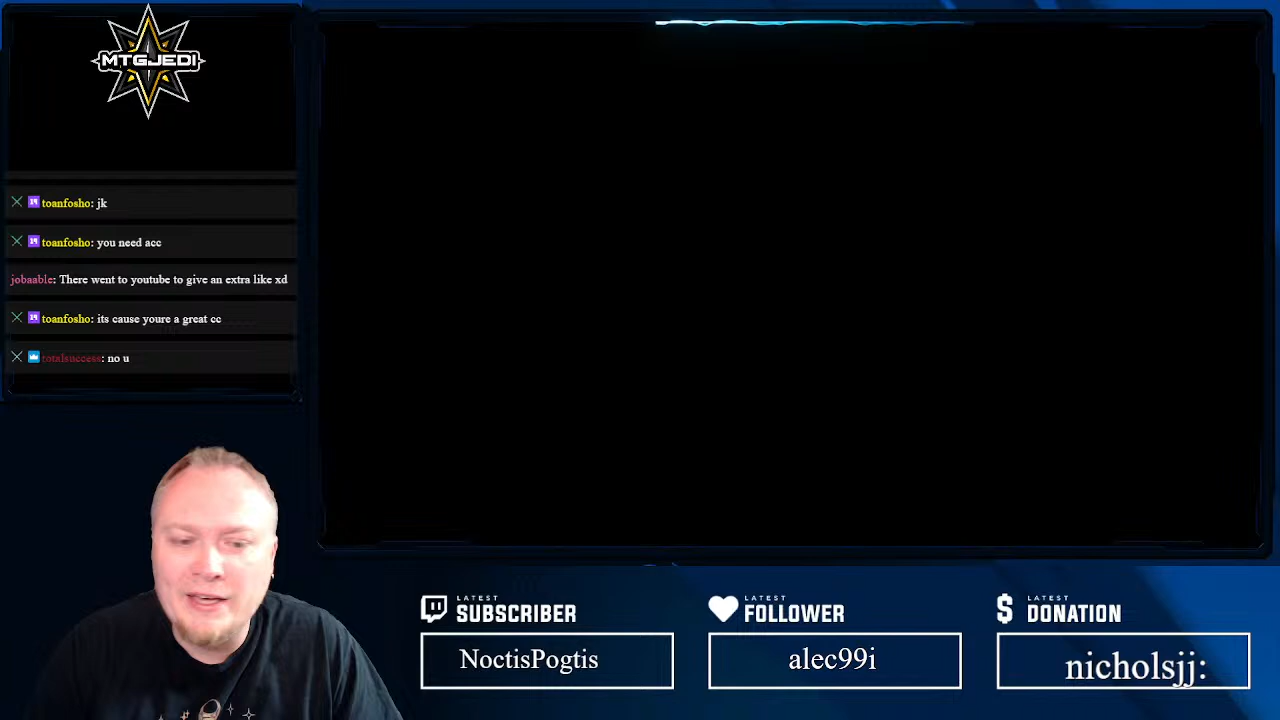 MTGJEDI
toanfosho: jk
toanfosho: you need acc
jobaable: There went to youtube to give an extra like xd
toanfosho: its cause youre a great cc
totalsuccess: no u
LATEST
SUBSCRIBER
NoctisPogtis
LATEST
FOLLOWER
alec99i
LATEST
DONATION
nicholsjj: